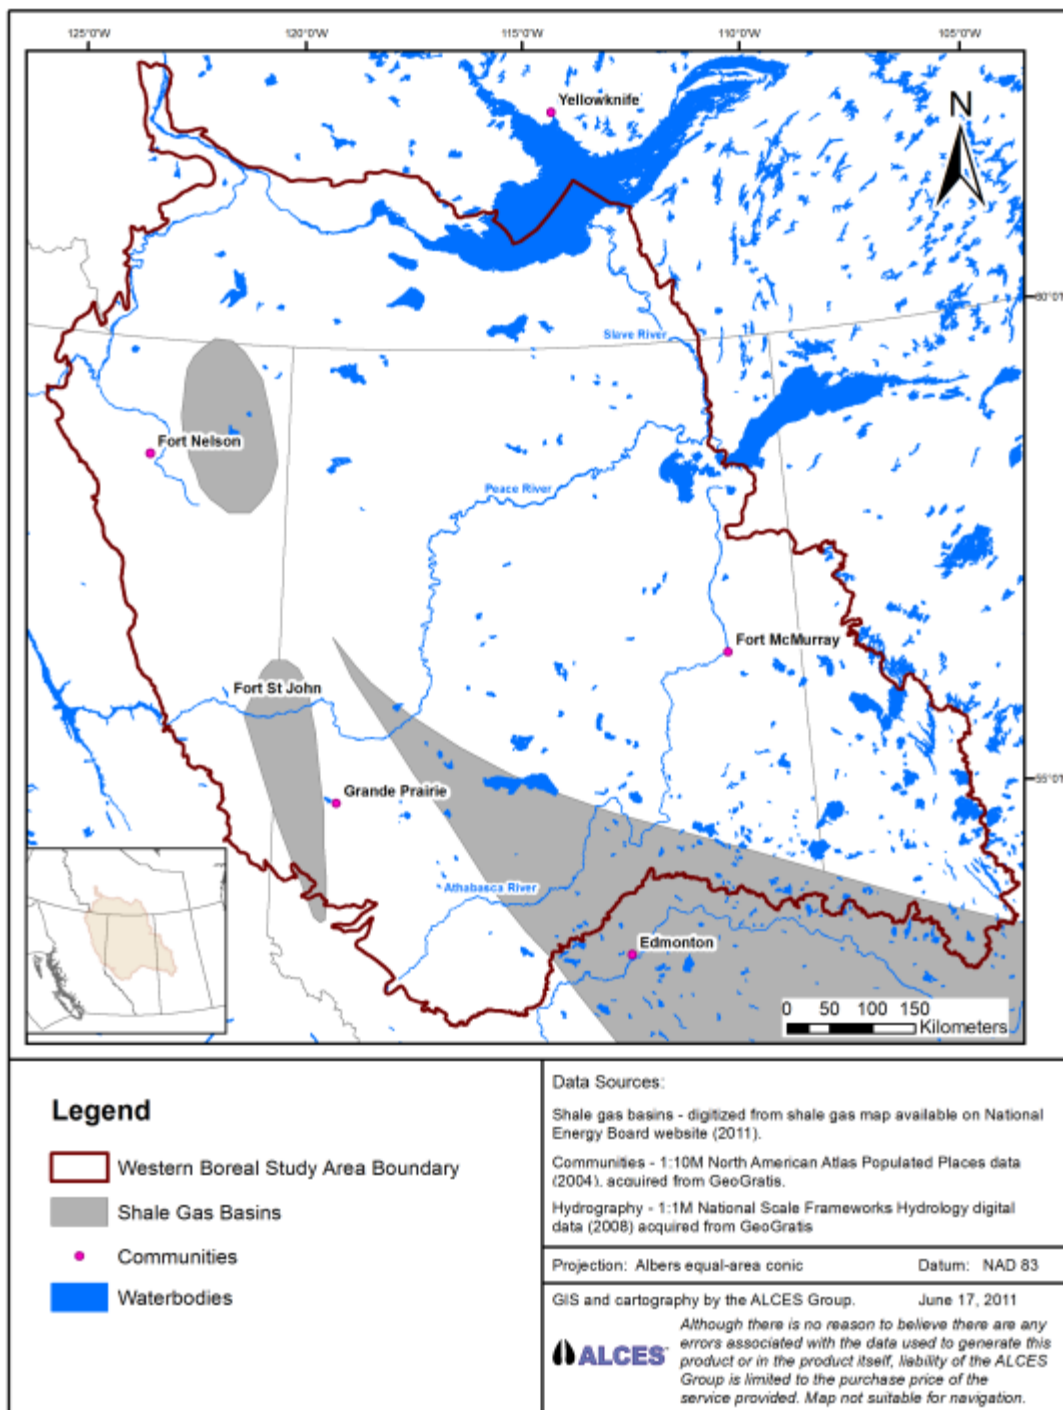 125°0'W 120°0'W 115°0'W 110°0'W 105°0'W
Yellowknife
N
Slave River
Fort Nelson
Peace River
Fort McMurray
Fort St John
Grande Prairie
Athabasca River
Edmonton
0 50 100 150
Kilometers
Legend
Western Boreal Study Area Boundary
Shale Gas Basins
Communities
Waterbodies
Data Sources:
Shale gas basins - digitized from shale gas map available on National
Energy Board website (2011).
Communities - 1:10M North American Atlas Populated Places data
(2004). acquired from GeoGratis.
Hydrography - 1:1M National Scale Frameworks Hydrology digital
data (2008) acquired from GeoGratis
Projection: Albers equal-area conic Datum: NAD 83
GIS and cartography by the ALCES Group. June 17, 2011
ALCES
Although there is no reason to believe there are any
errors associated with the data used to generate this
product or in the product itself, liability of the ALCES
Group is limited to the purchase price of the
service provided. Map not suitable for navigation.